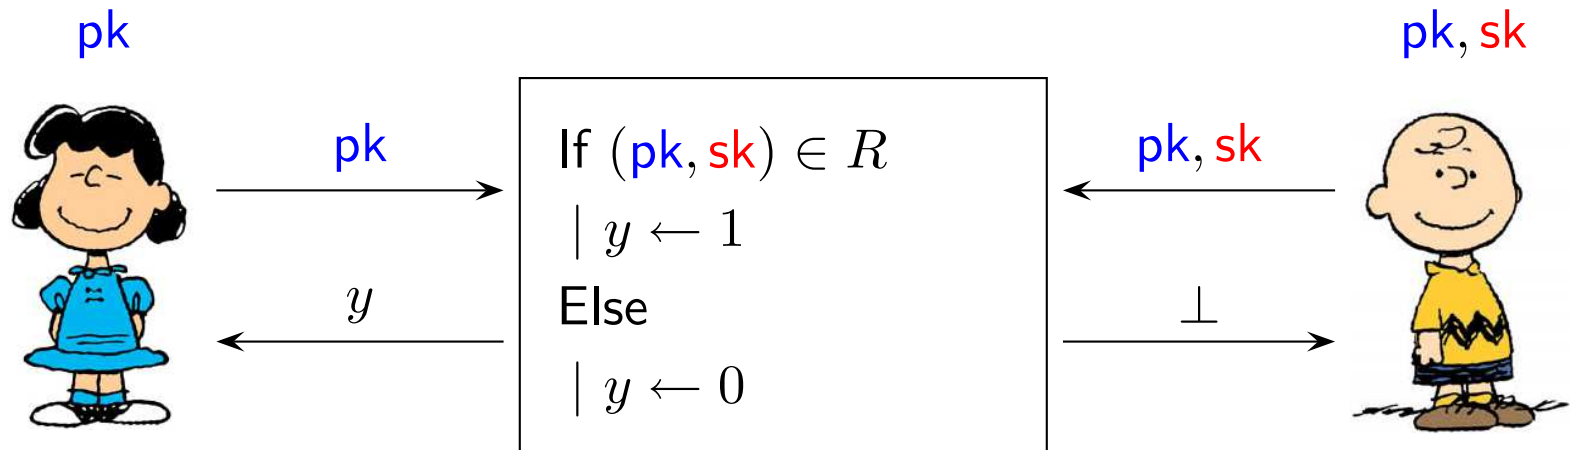 pk
pk, sk
pk
If (pk, sk) ∈ R
pk, sk
| y ← 1
y
Else
⊥
| y ← 0